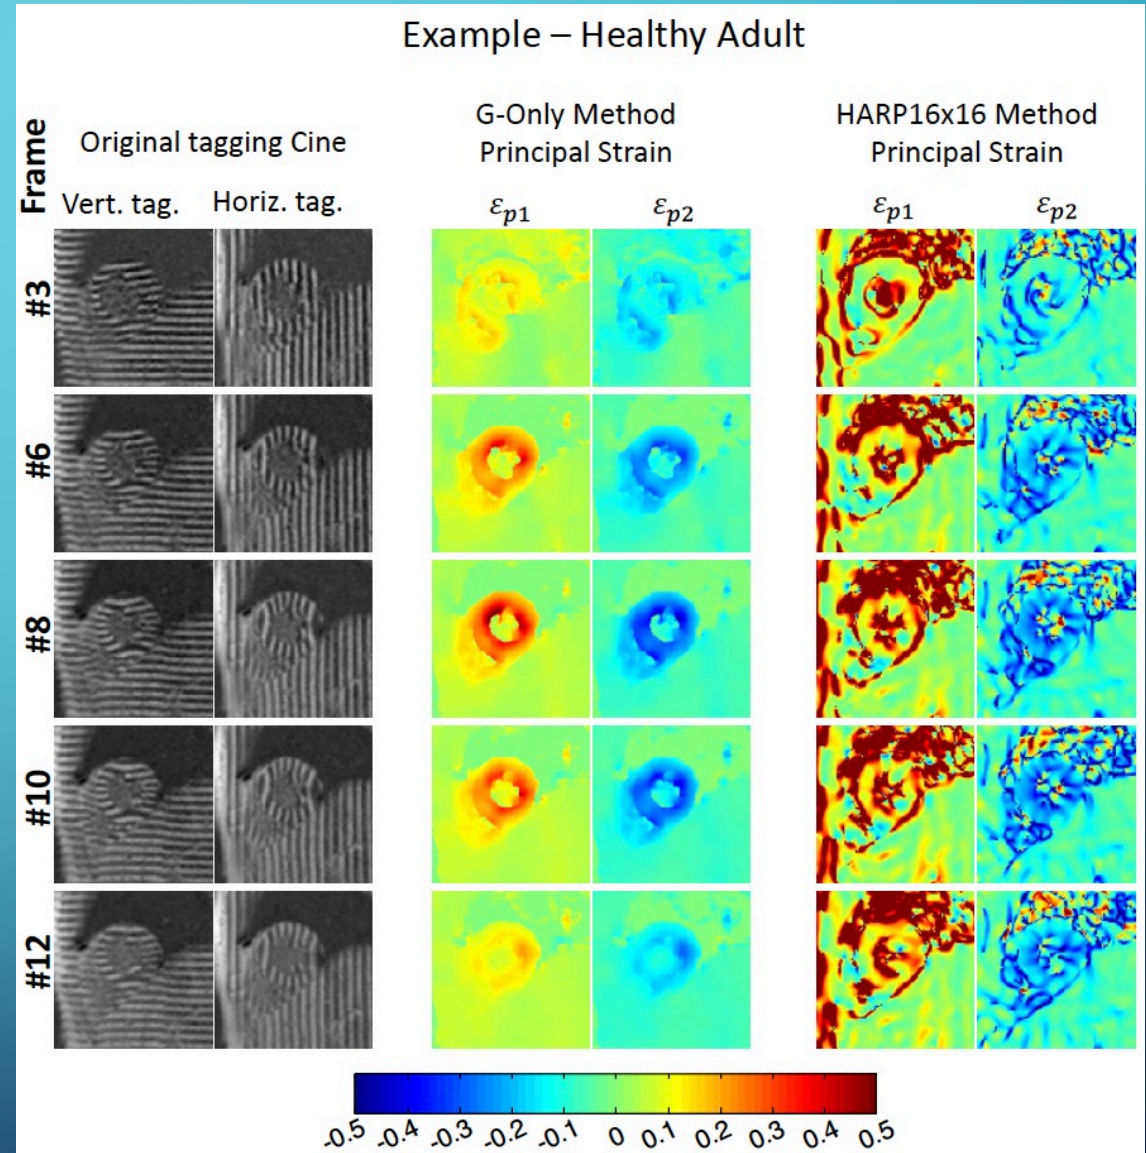 Example – Healthy Adult
Frame
Original tagging Cine
Vert. tag.
Horiz. tag.
G-Only Method
Principal Strain
εp1
εp2
HARP16x16 Method
Principal Strain
εp1
εp2
#3
#6
#8
#10
#12
-0.5 -0.4 -0.3 -0.2 -0.1 0 0.1 0.2 0.3 0.4 0.5